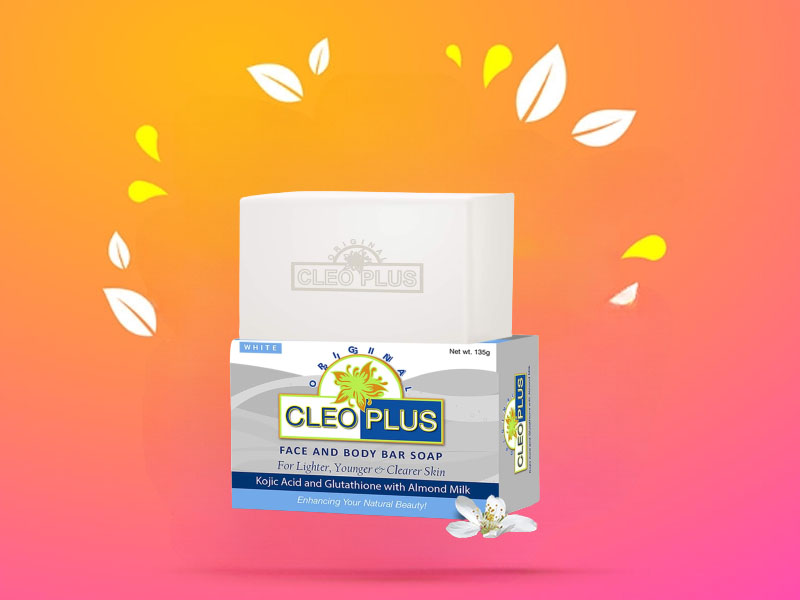 ORIGINAL
CLEO PLUS
WHITE
Net wt. 135g
ORIGINAL
CLEO PLUS
FACE AND BODY BAR SOAP
For Lighter, Younger & Clearer Skin
Kojic Acid and Glutathione with Almond Milk
Enhancing Your Natural Beauty!
ORIGINAL
CLEO PLUS